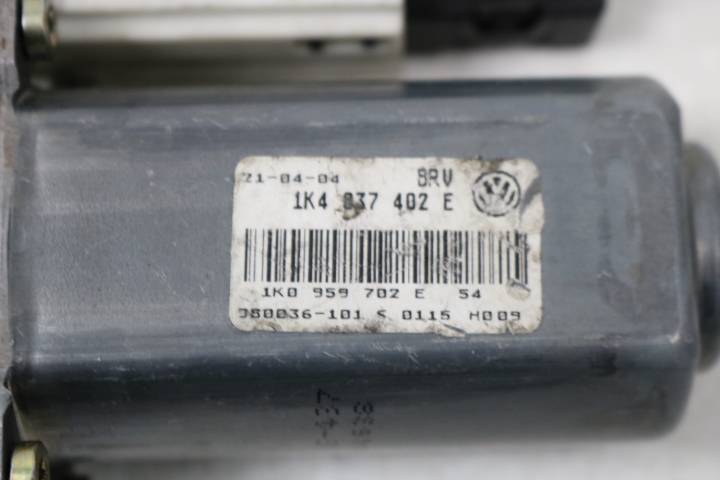 21-04-04 BRV
1K4 837 402 E
1K0 959 702 E 54
980036-101 S 0115 H009